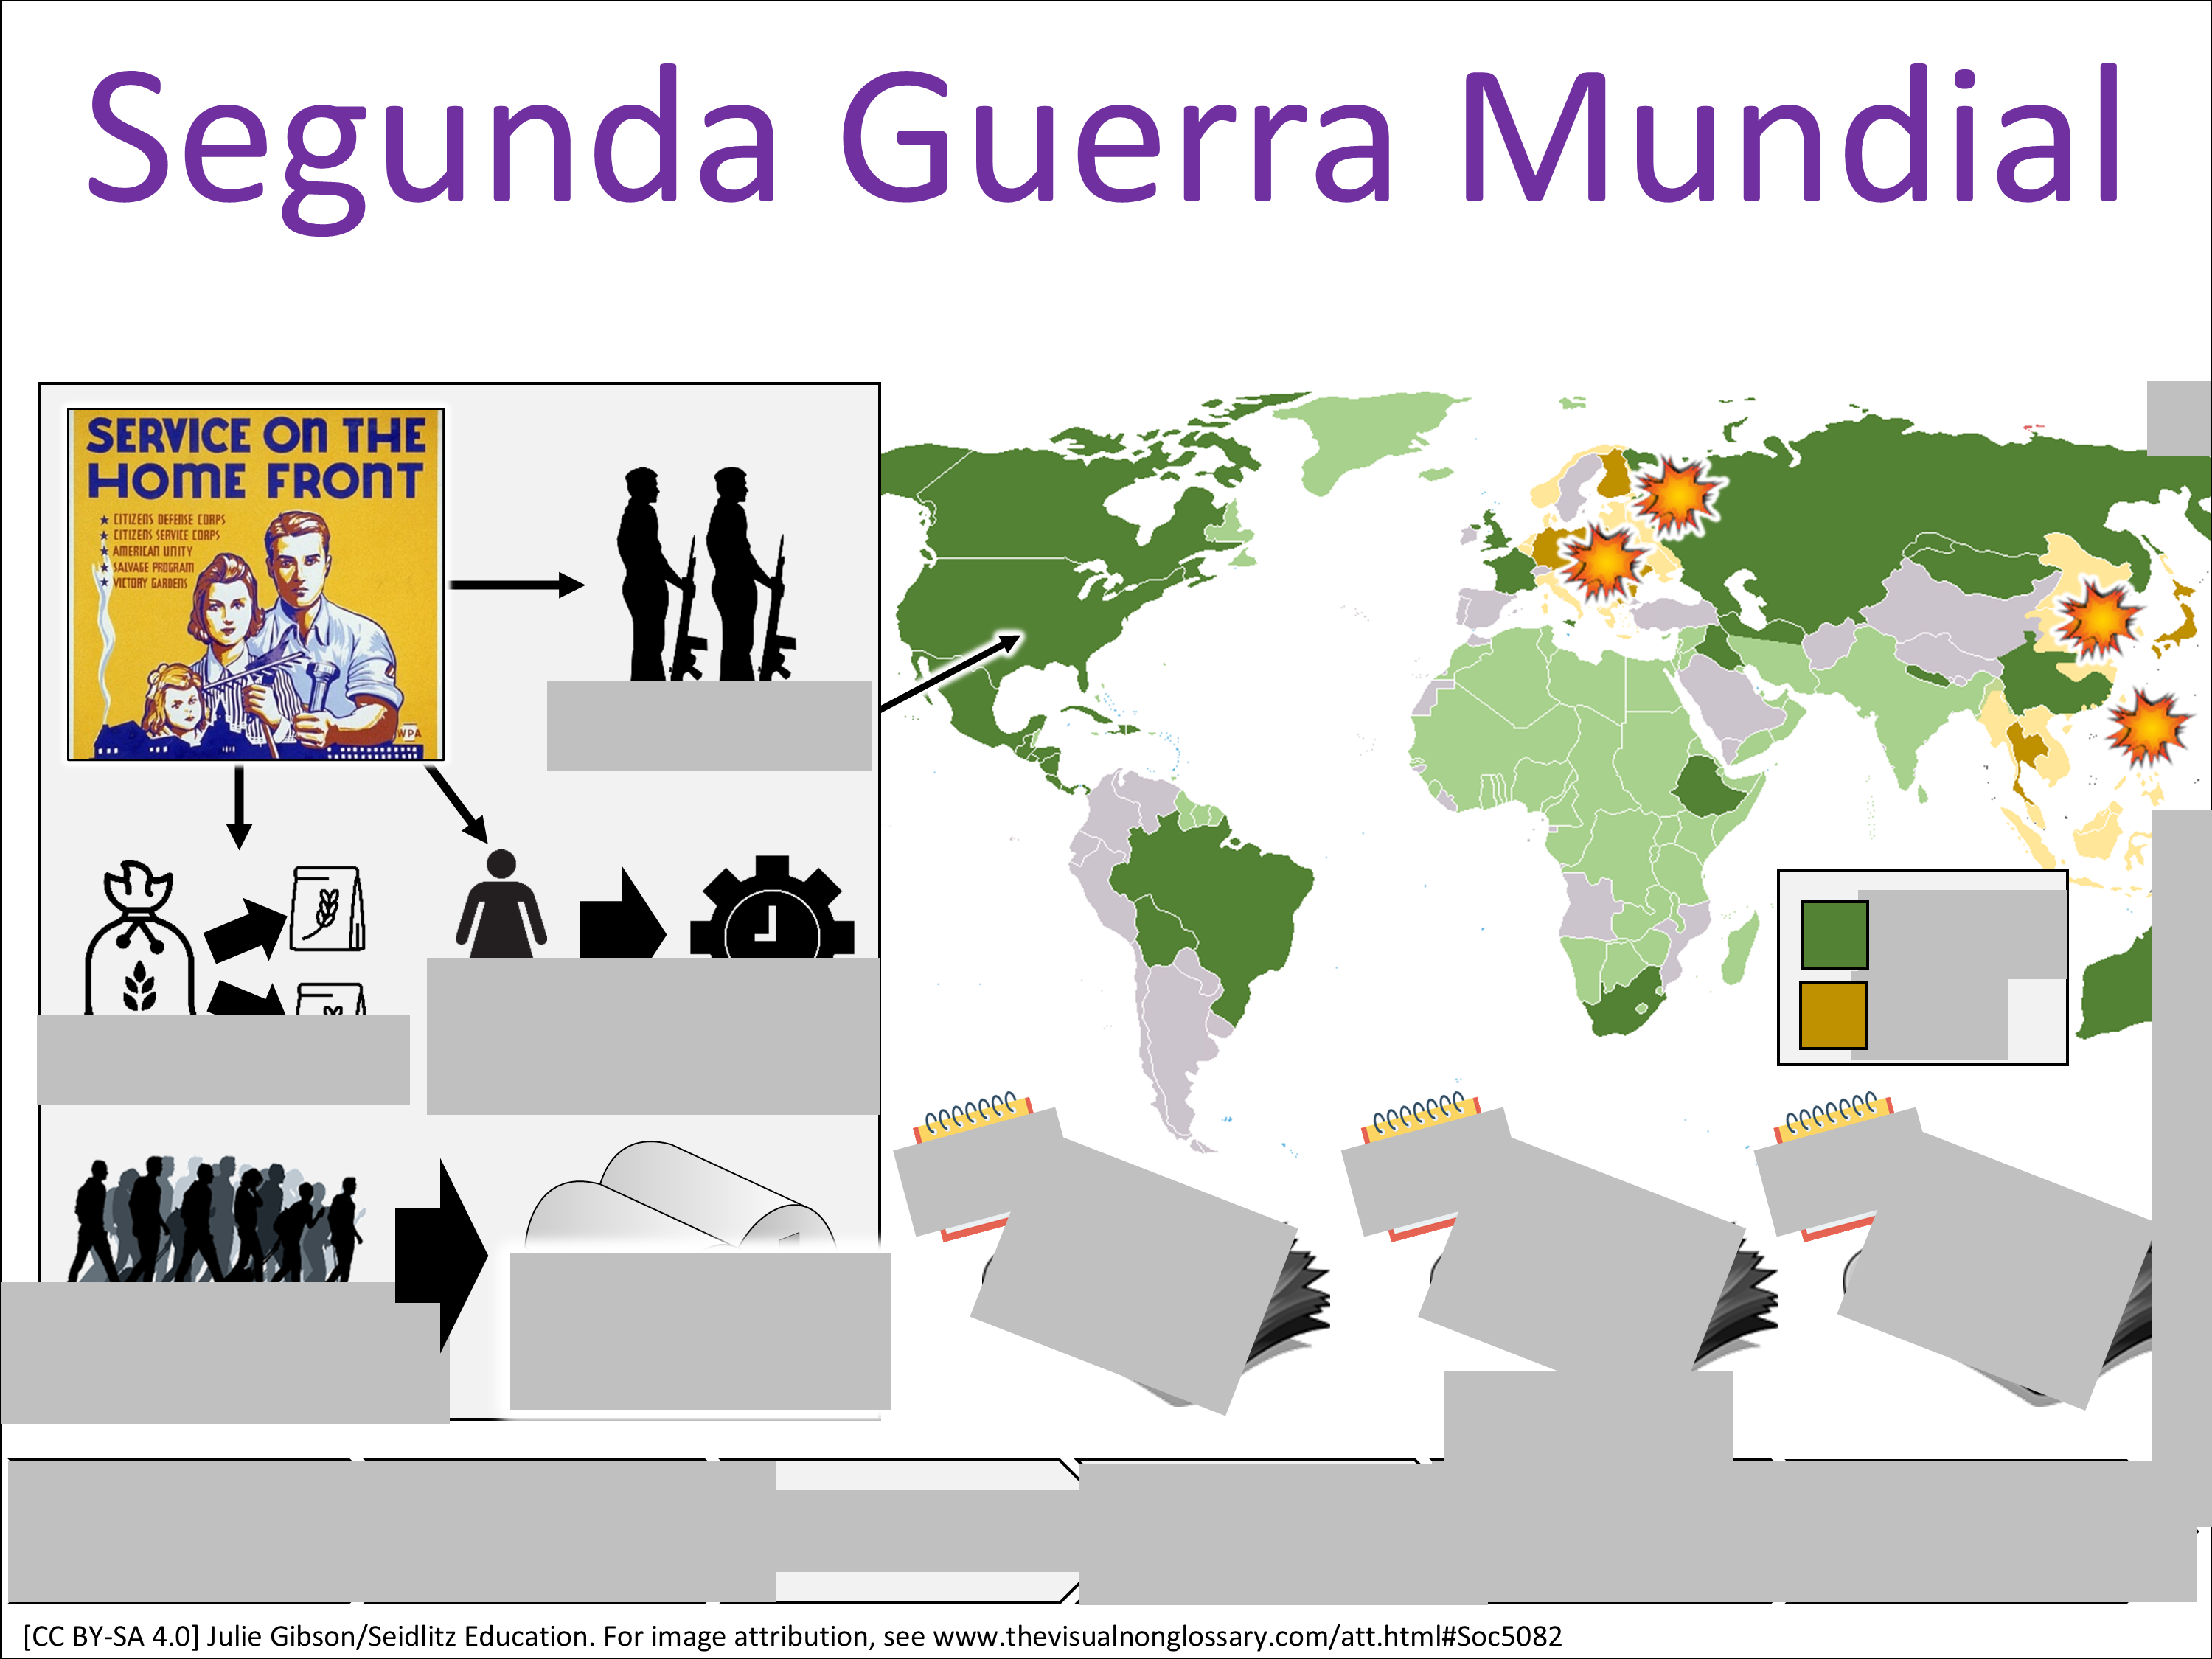 Segunda Guerra Mundial
SERVICE ON THE
HOME FRONT
★ CITIZENS DEFENSE CORPS
★ CITIZENS SERVICE CORPS
★ AMERICAN UNITY
★ SALVAGE PROGRAM
★ VICTORY GARDENS
WPA
[CC BY-SA 4.0] Julie Gibson/Seidlitz Education. For image attribution, see www.thevisualnonglossary.com/att.html#Soc5082